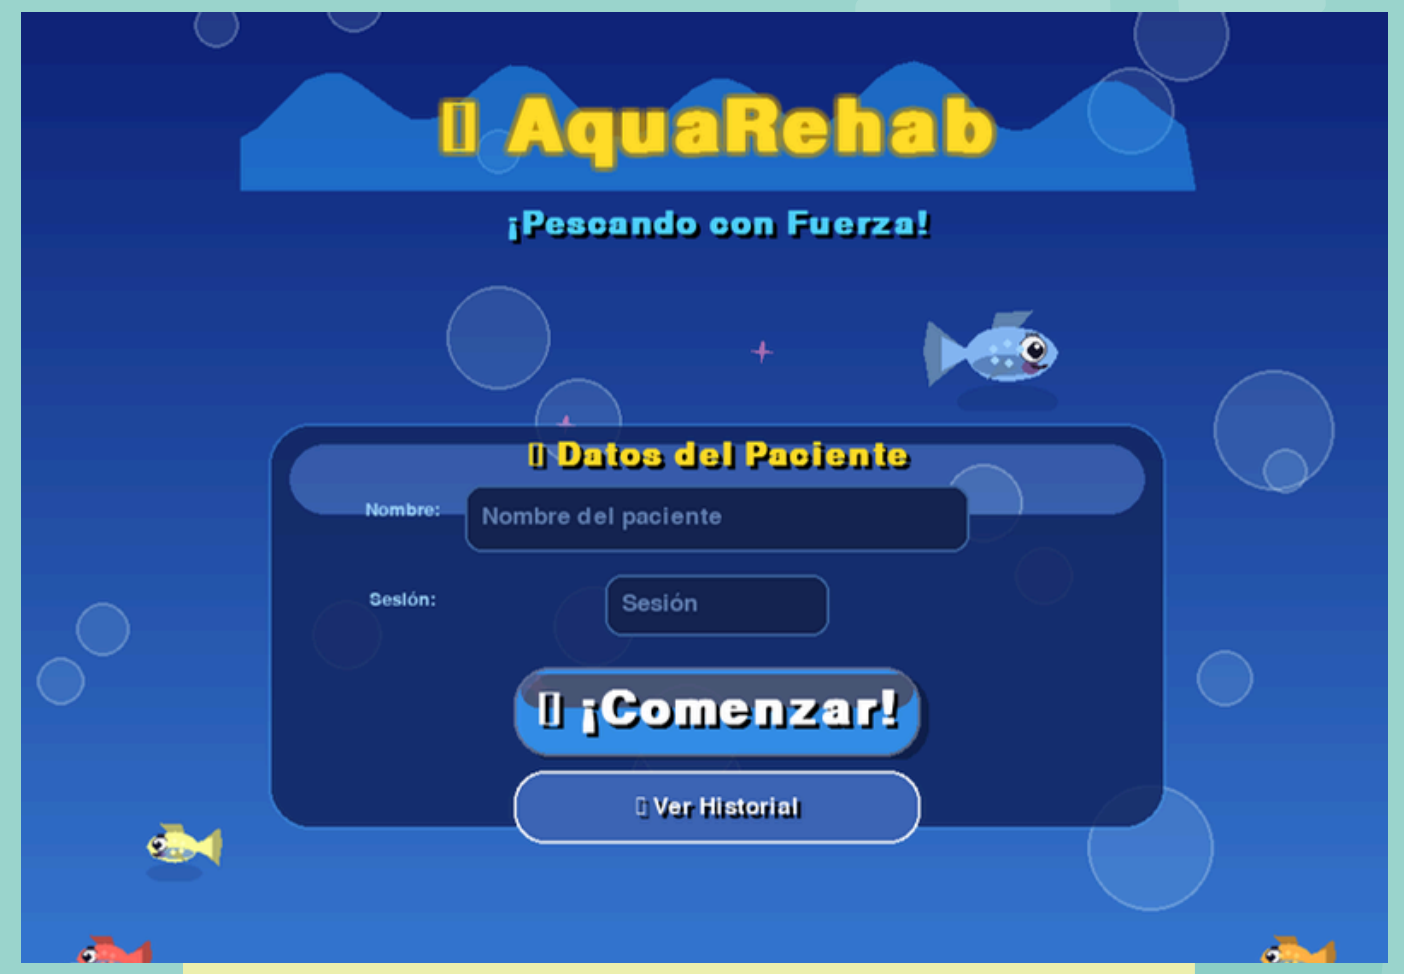 AquaRehab
¡Pescando con Fuerza!
Datos del Paciente
Nombre:
Nombre del paciente
Sesión:
Sesión
¡Comenzar!
Ver Historial